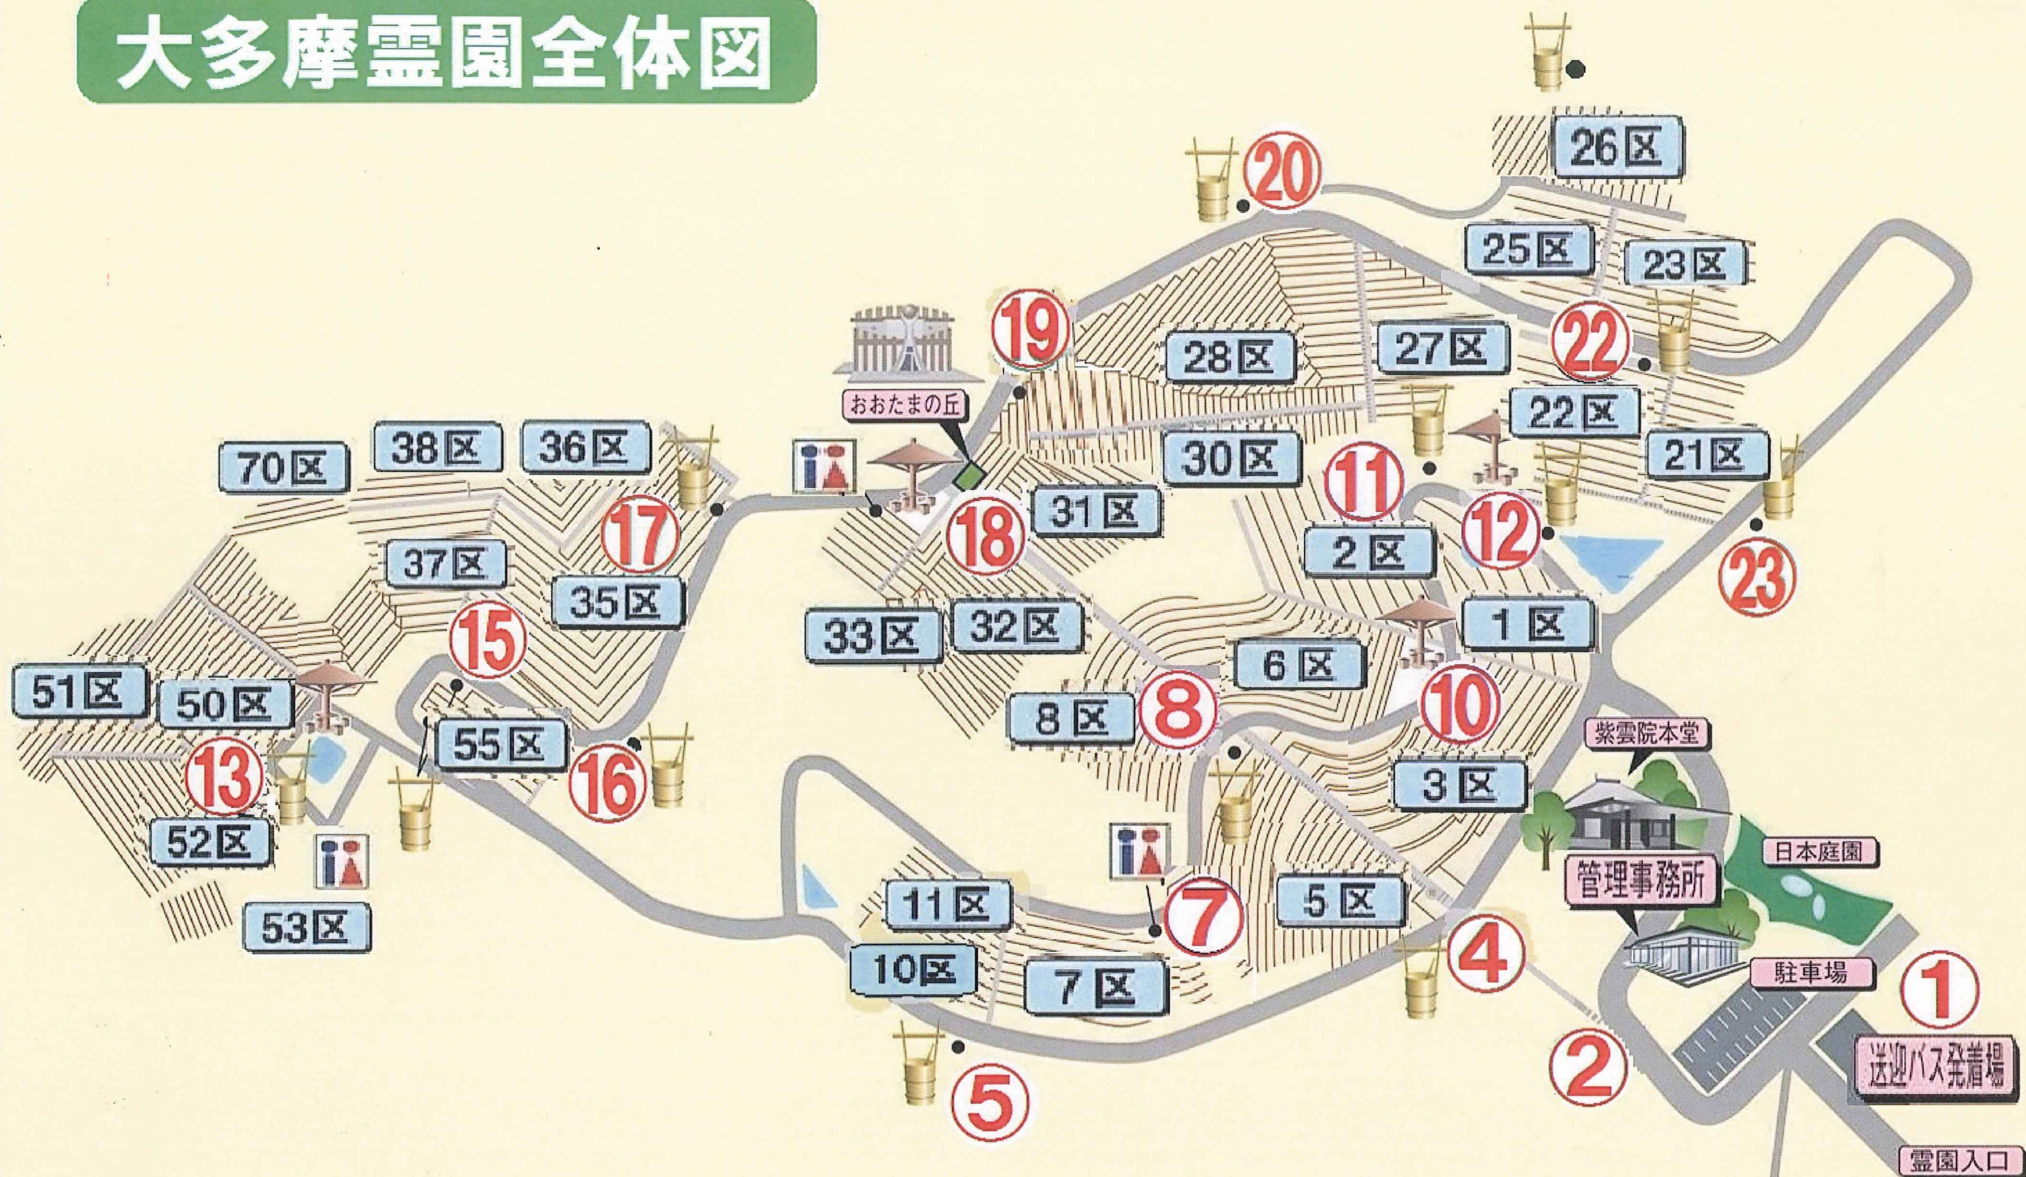 大多摩霊園全体図
26区
⑳
25区
23区
⑲
28区
27区
㉒
おおたまの丘
22区
70区
38区
36区
30区
⑪
21区
⑰
31区
⑱
2区
⑫
37区
35区
㉓
⑮
33区
32区
1区
6区
51区
50区
8区
⑧
⑩
55区
紫雲院本堂
⑬
⑯
3区
52区
日本庭園
管理事務所
11区
⑦
5区
53区
10区
7区
④
駐車場
①
②
送迎バス発着場
⑤
霊園入口